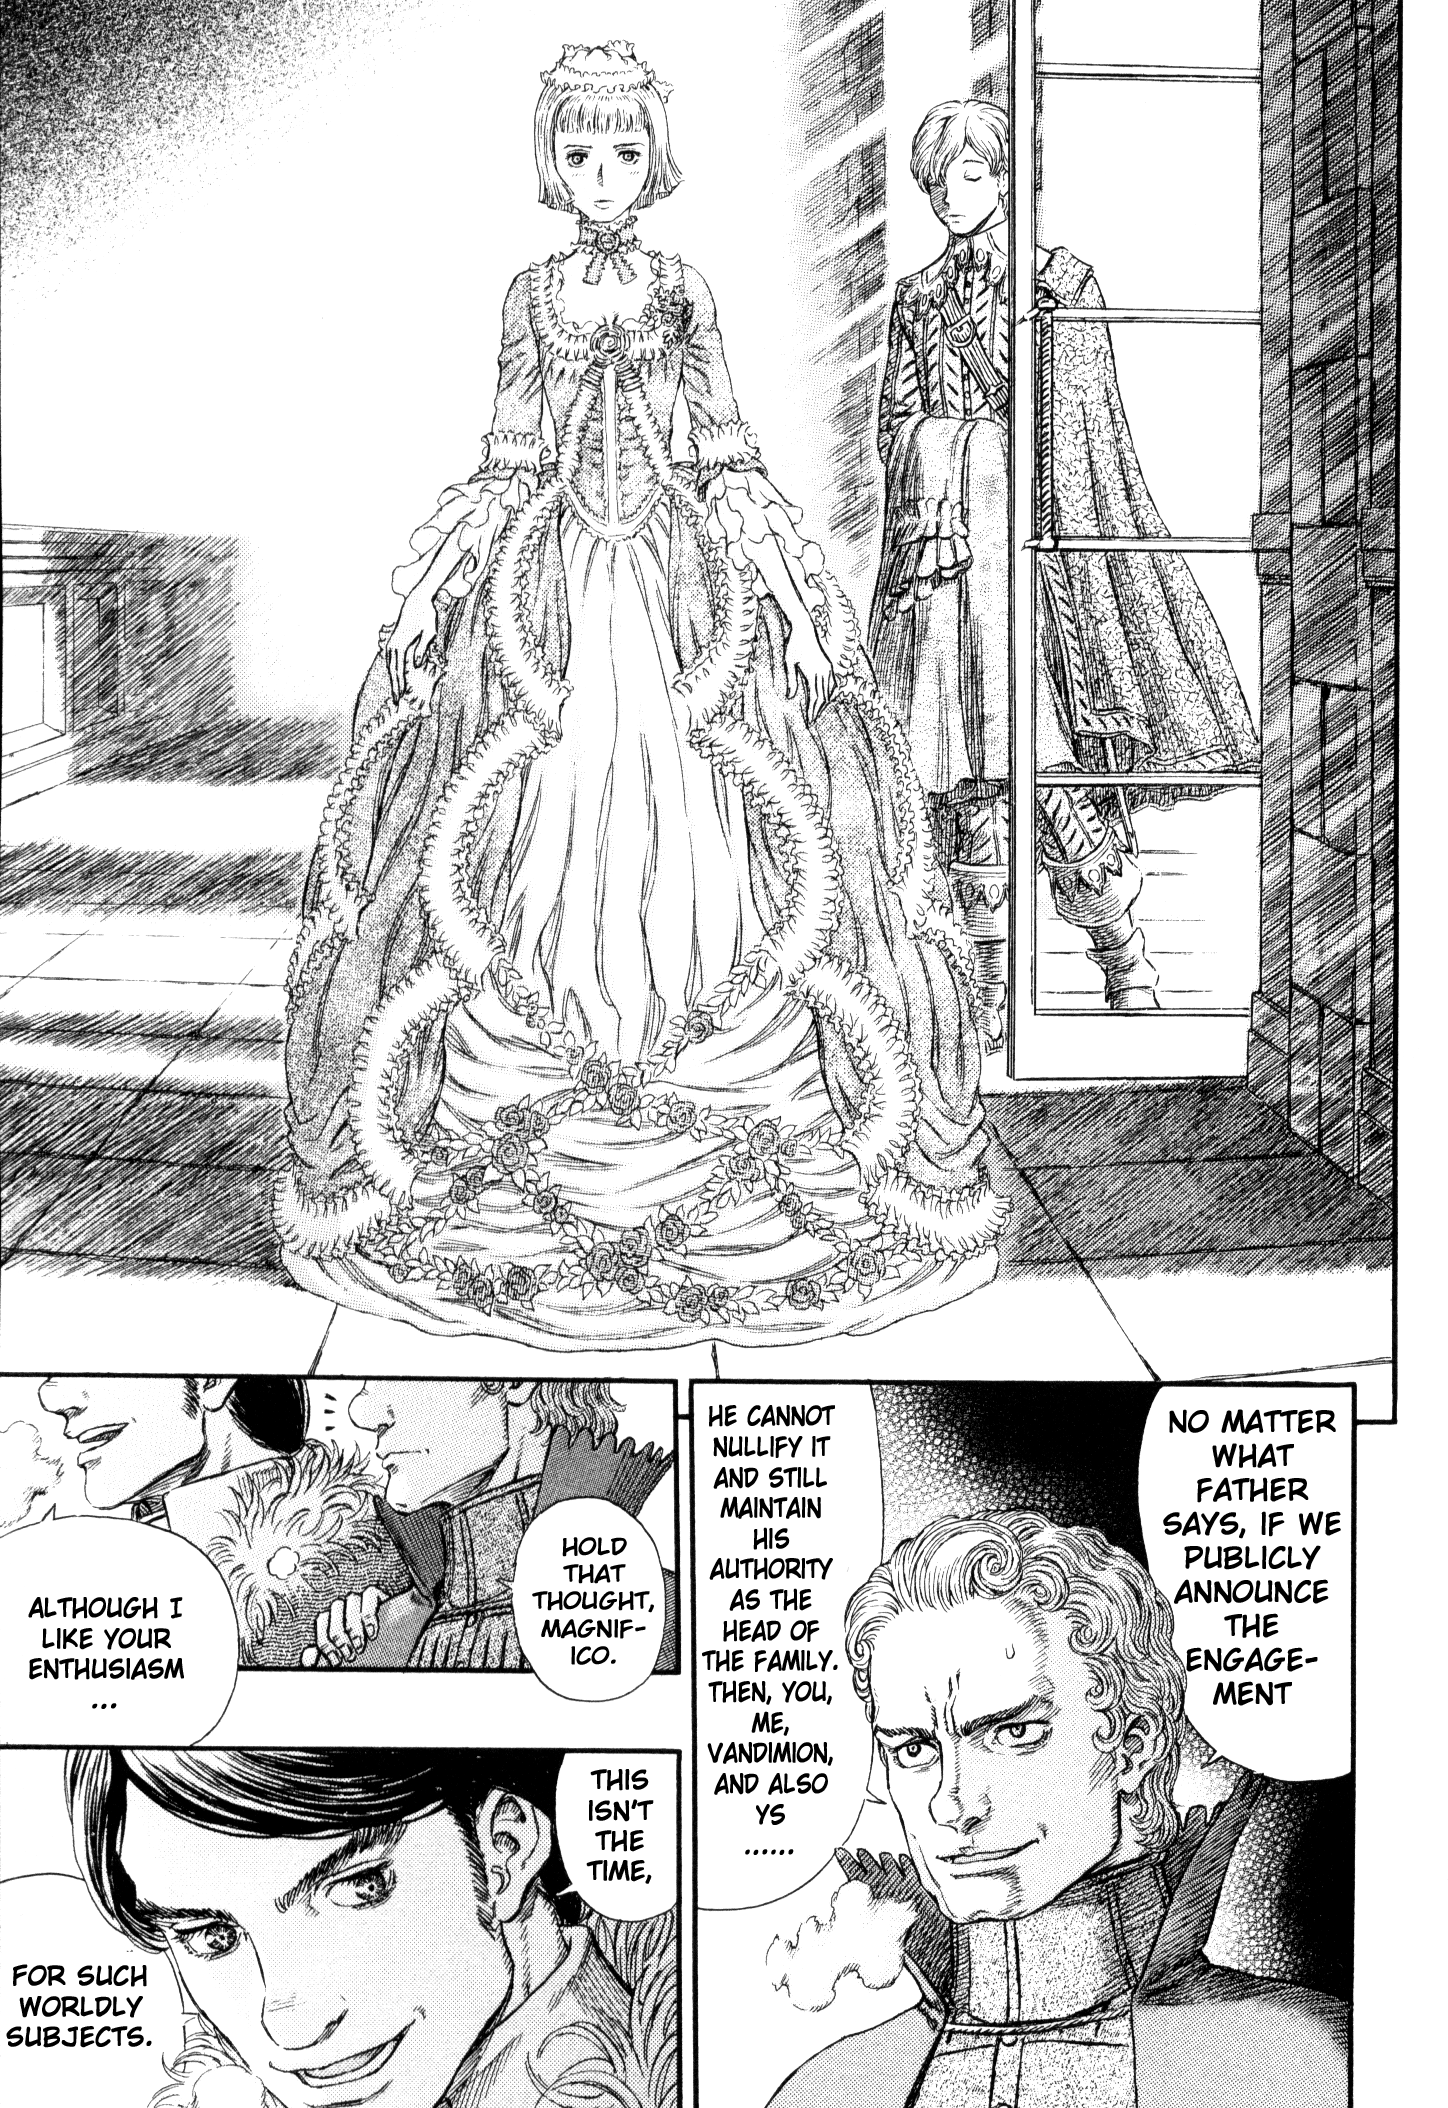 NO MATTER
WHAT
FATHER
SAYS, IF WE
PUBLICLY
ANNOUNCE
THE
ENGAGE-
MENT
HE CANNOT
NULLIFY IT
AND STILL
MAINTAIN
HIS
AUTHORITY
AS THE
HEAD OF
THE FAMILY.
THEN, YOU,
ME,
VANDIMION,
AND ALSO
YS
......
HOLD
THAT
THOUGHT,
MAGNIF-
ICO.
ALTHOUGH I
LIKE YOUR
ENTHUSIASM
...
THIS
ISN'T
THE
TIME,
FOR SUCH
WORLDLY
SUBJECTS.